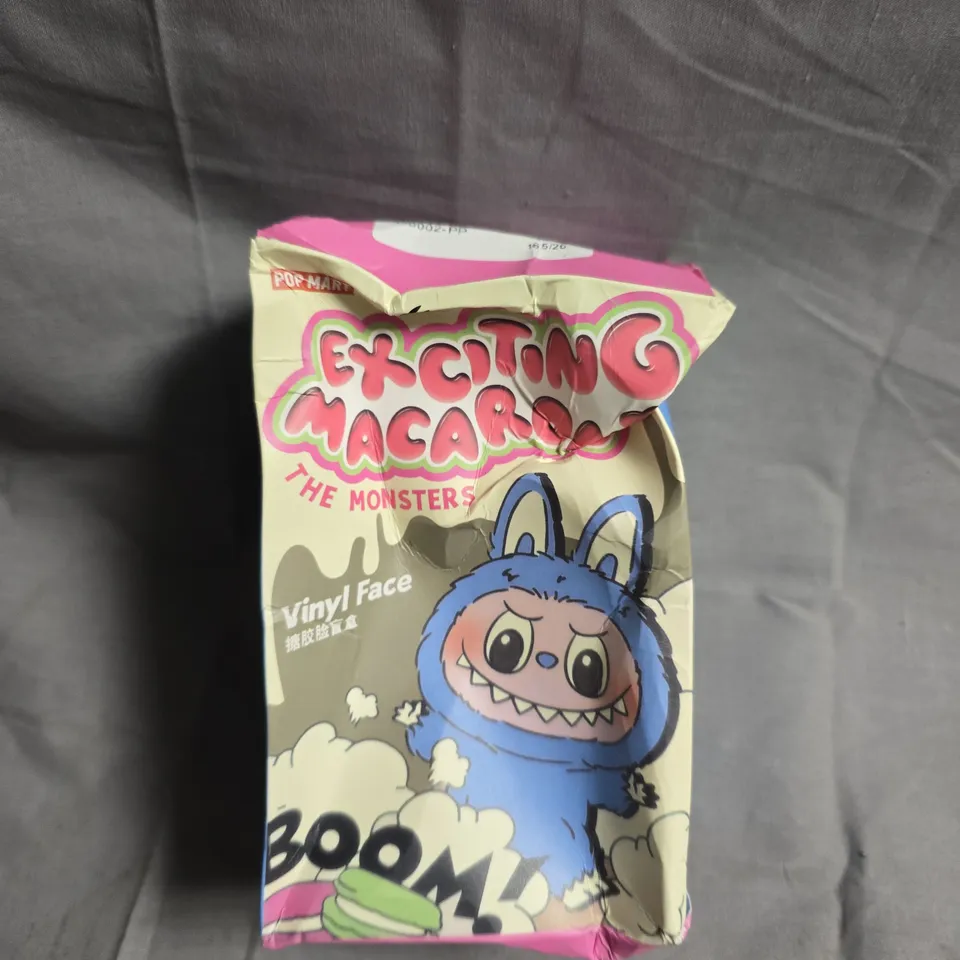 POP MART
EXCITING
MACARON
THE MONSTERS
Vinyl Face
搪胶脸盲盒
BOOM!